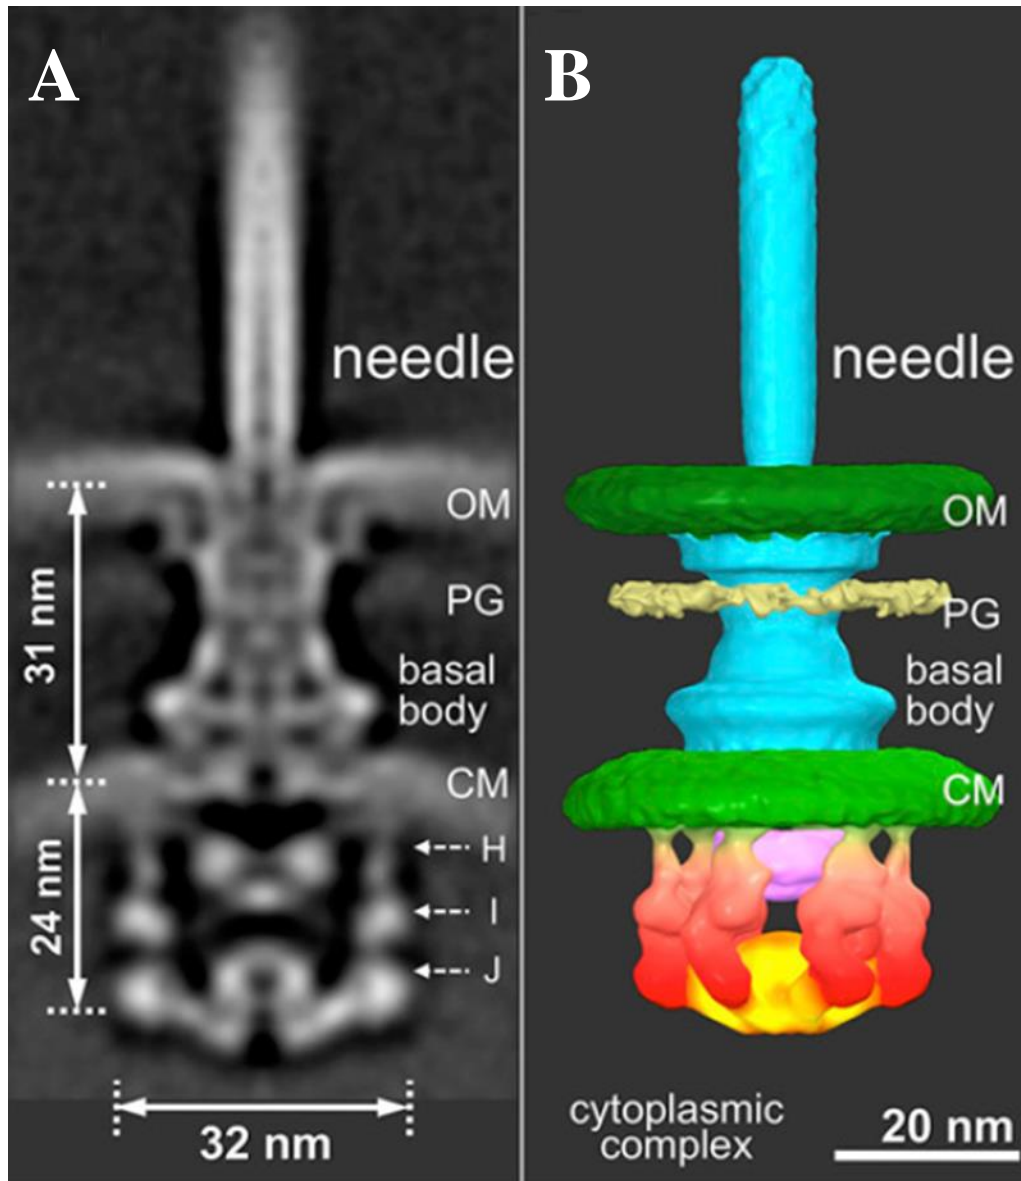 A
needle
OM
PG
basal
body
CM
H
I
J
31 nm
24 nm
32 nm
B
needle
OM
PG
basal
body
CM
cytoplasmic
complex
20 nm